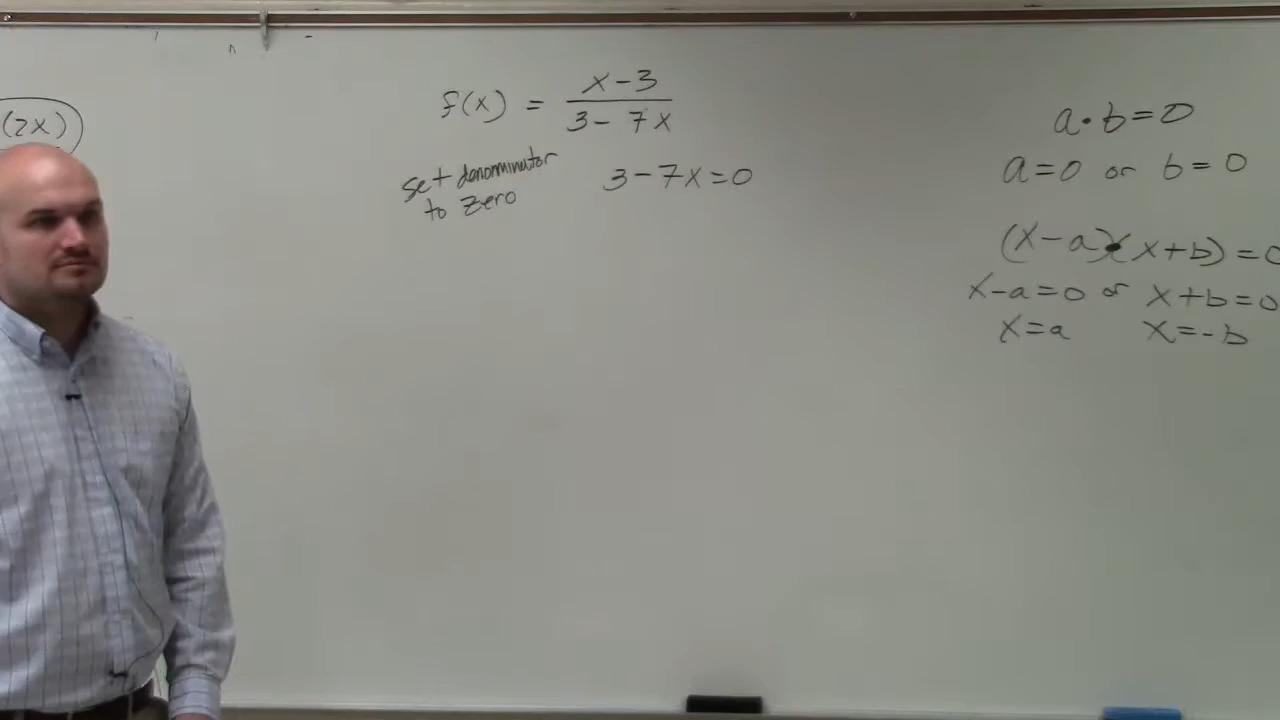 (2x)
f(x) = x-3 / 3-7x
set denominator
to zero
3-7x=0
a·b=0
a=0 or b=0
(x-a)·(x+b)=0
x-a=0 or x+b=0
x=a x=-b